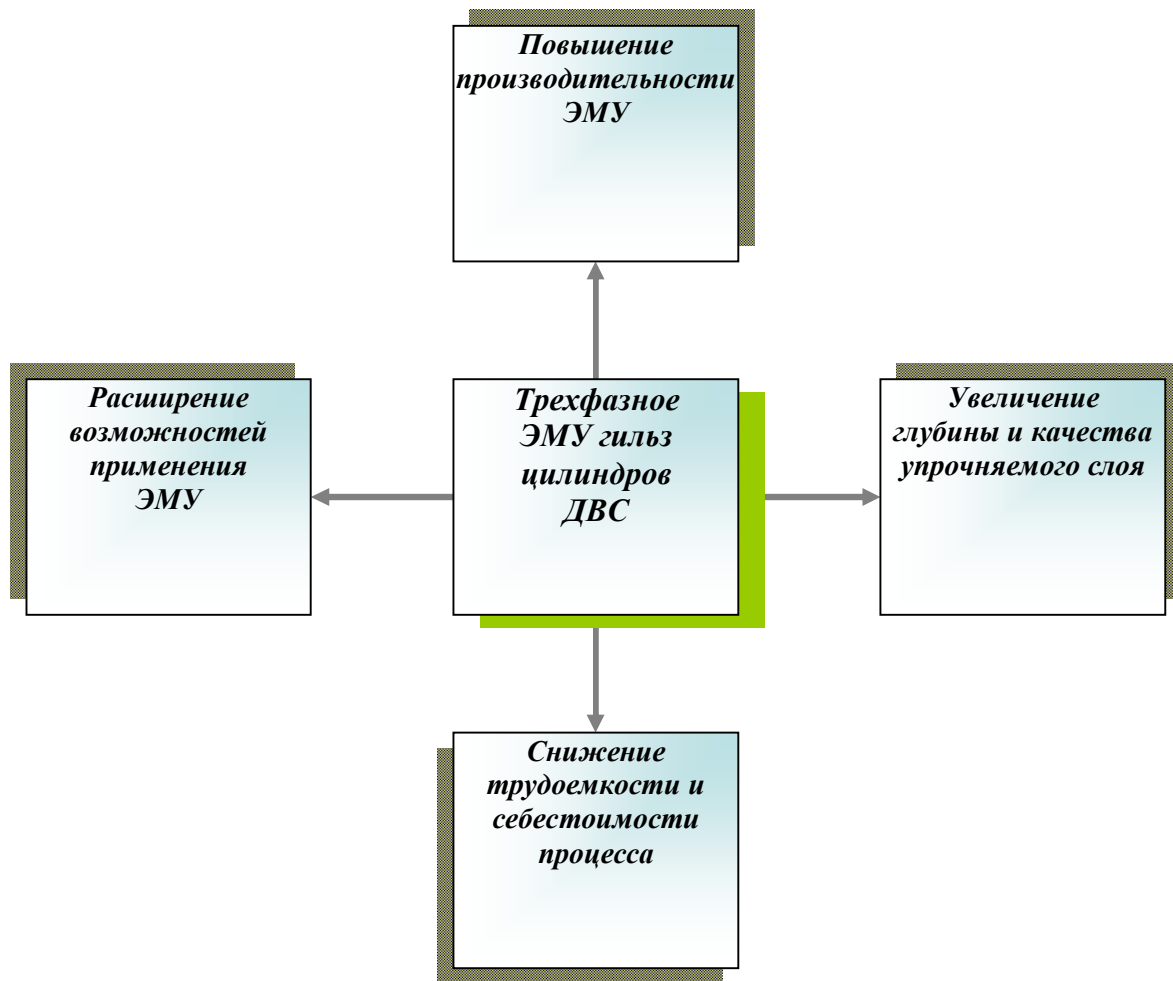 Повышение
производительности
ЭМУ
Расширение
возможностей
применения
ЭМУ
Трехфазное
ЭМУ гильз
цилиндров
ДВС
Увеличение
глубины и качества
упрочняемого слоя
Снижение
трудоемкости и
себестоимости
процесса